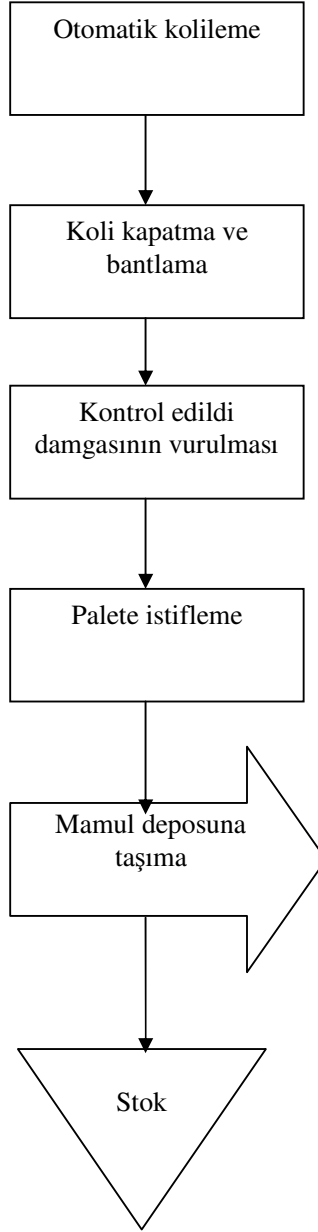 Otomatik kolileme
Koli kapatma ve
bantlama
Kontrol edildi
damgasının vurulması
Palete istifleme
Mamul deposuna
taşıma
Stok